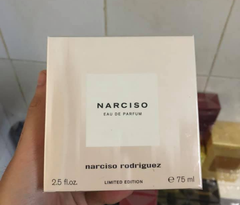 NARCISO
EAU DE PARFUM
narciso rodriguez
2.5 fl.oz. LIMITED EDITION e 75 ml